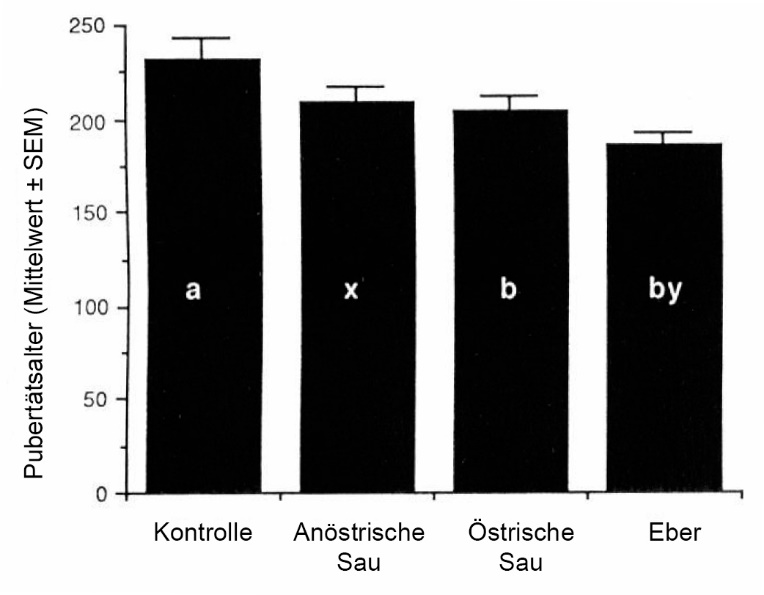 Pubertätsalter (Mittelwert ± SEM)
250
200
150
100
50
0
a
x
b
by
Kontrolle
Anöstrische
Sau
Östrische
Sau
Eber